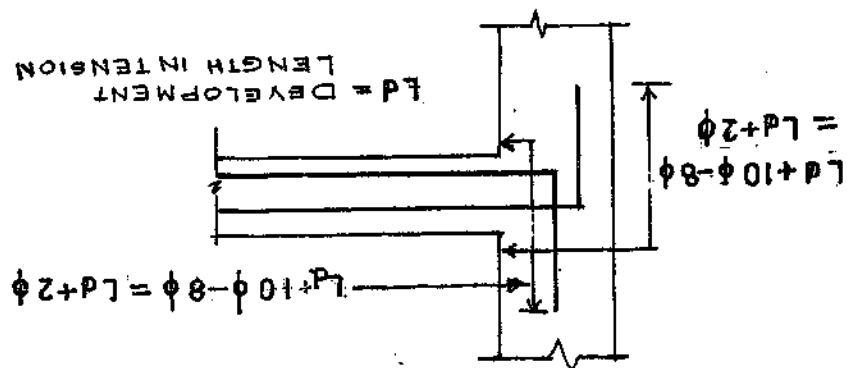 Ld+10φ-8φ = Ld+2φ
Ld+10φ-8φ
= Ld+2φ
Ld = DEVELOPMENT
LENGTH IN TENSION